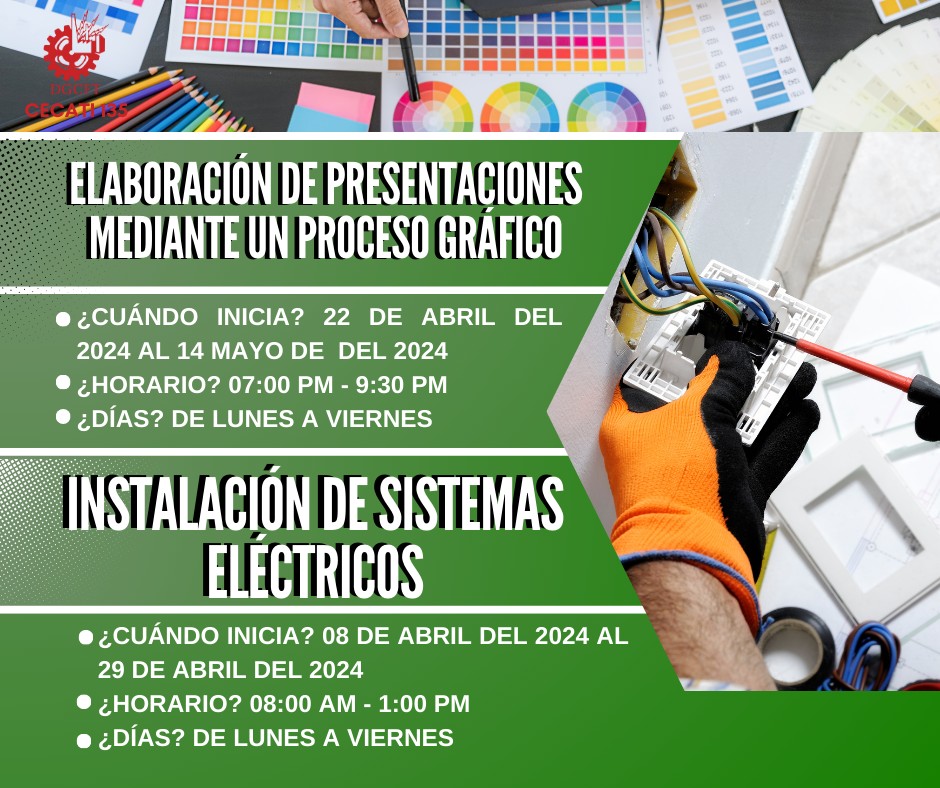 DGCFT
CECATI 135
ELABORACIÓN DE PRESENTACIONES
MEDIANTE UN PROCESO GRÁFICO
¿CUÁNDO INICIA? 22 DE ABRIL DEL
2024 AL 14 MAYO DE DEL 2024
¿HORARIO? 07:00 PM - 9:30 PM
¿DÍAS? DE LUNES A VIERNES
INSTALACIÓN DE SISTEMAS
ELÉCTRICOS
¿CUÁNDO INICIA? 08 DE ABRIL DEL 2024 AL
29 DE ABRIL DEL 2024
¿HORARIO? 08:00 AM - 1:00 PM
¿DÍAS? DE LUNES A VIERNES